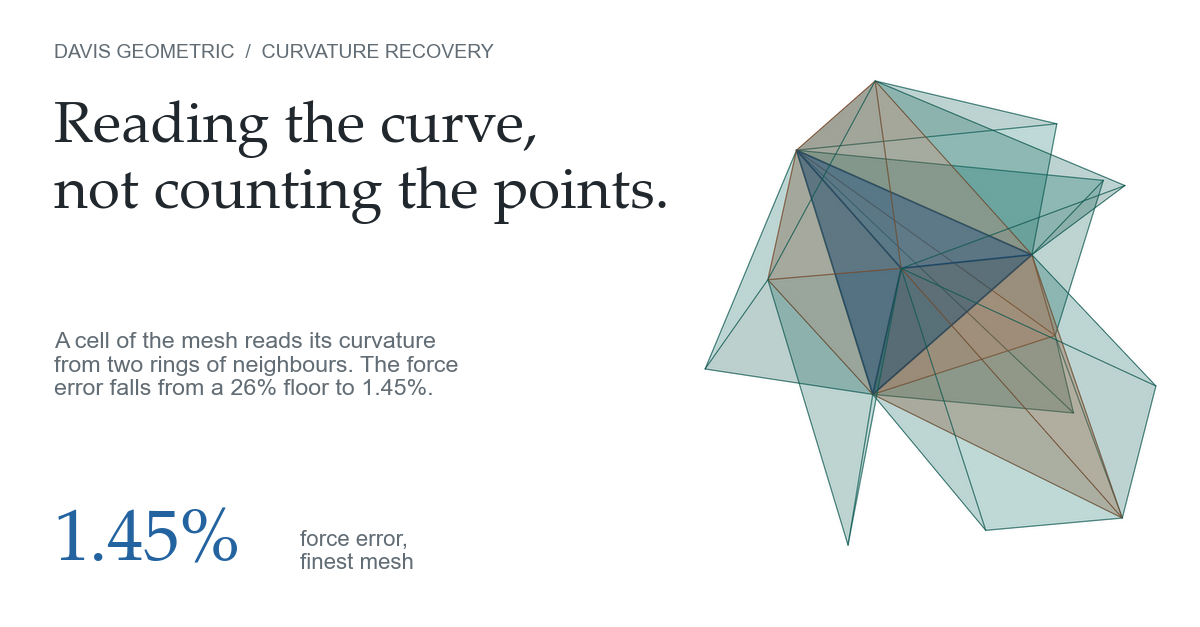 DAVIS GEOMETRIC / CURVATURE RECOVERY
Reading the curve,
not counting the points.
A cell of the mesh reads its curvature
from two rings of neighbours. The force
error falls from a 26% floor to 1.45%.
1.45%
force error,
finest mesh